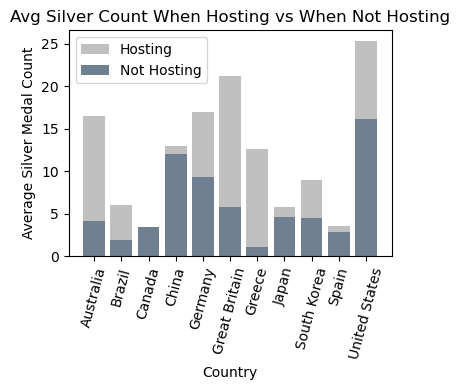 Avg Silver Count When Hosting vs When Not Hosting
Hosting
Not Hosting
Average Silver Medal Count
25
20
15
10
5
0
Australia
Brazil
Canada
China
Germany
Great Britain
Greece
Japan
South Korea
Spain
United States
Country